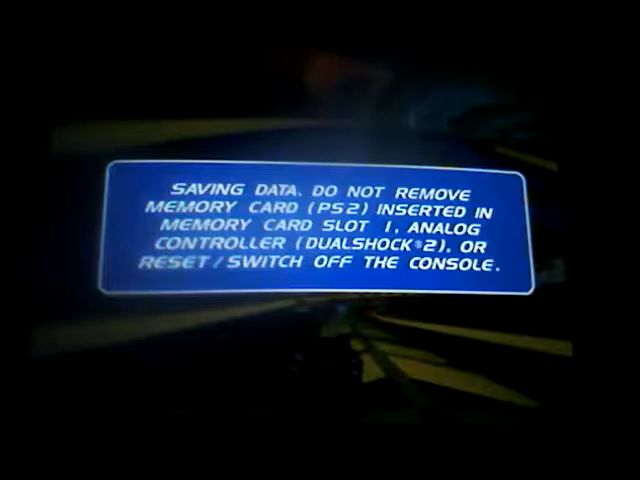 SAVING DATA. DO NOT REMOVE
MEMORY CARD (PS2) INSERTED IN
MEMORY CARD SLOT 1, ANALOG
CONTROLLER (DUALSHOCK®2), OR
RESET/SWITCH OFF THE CONSOLE.